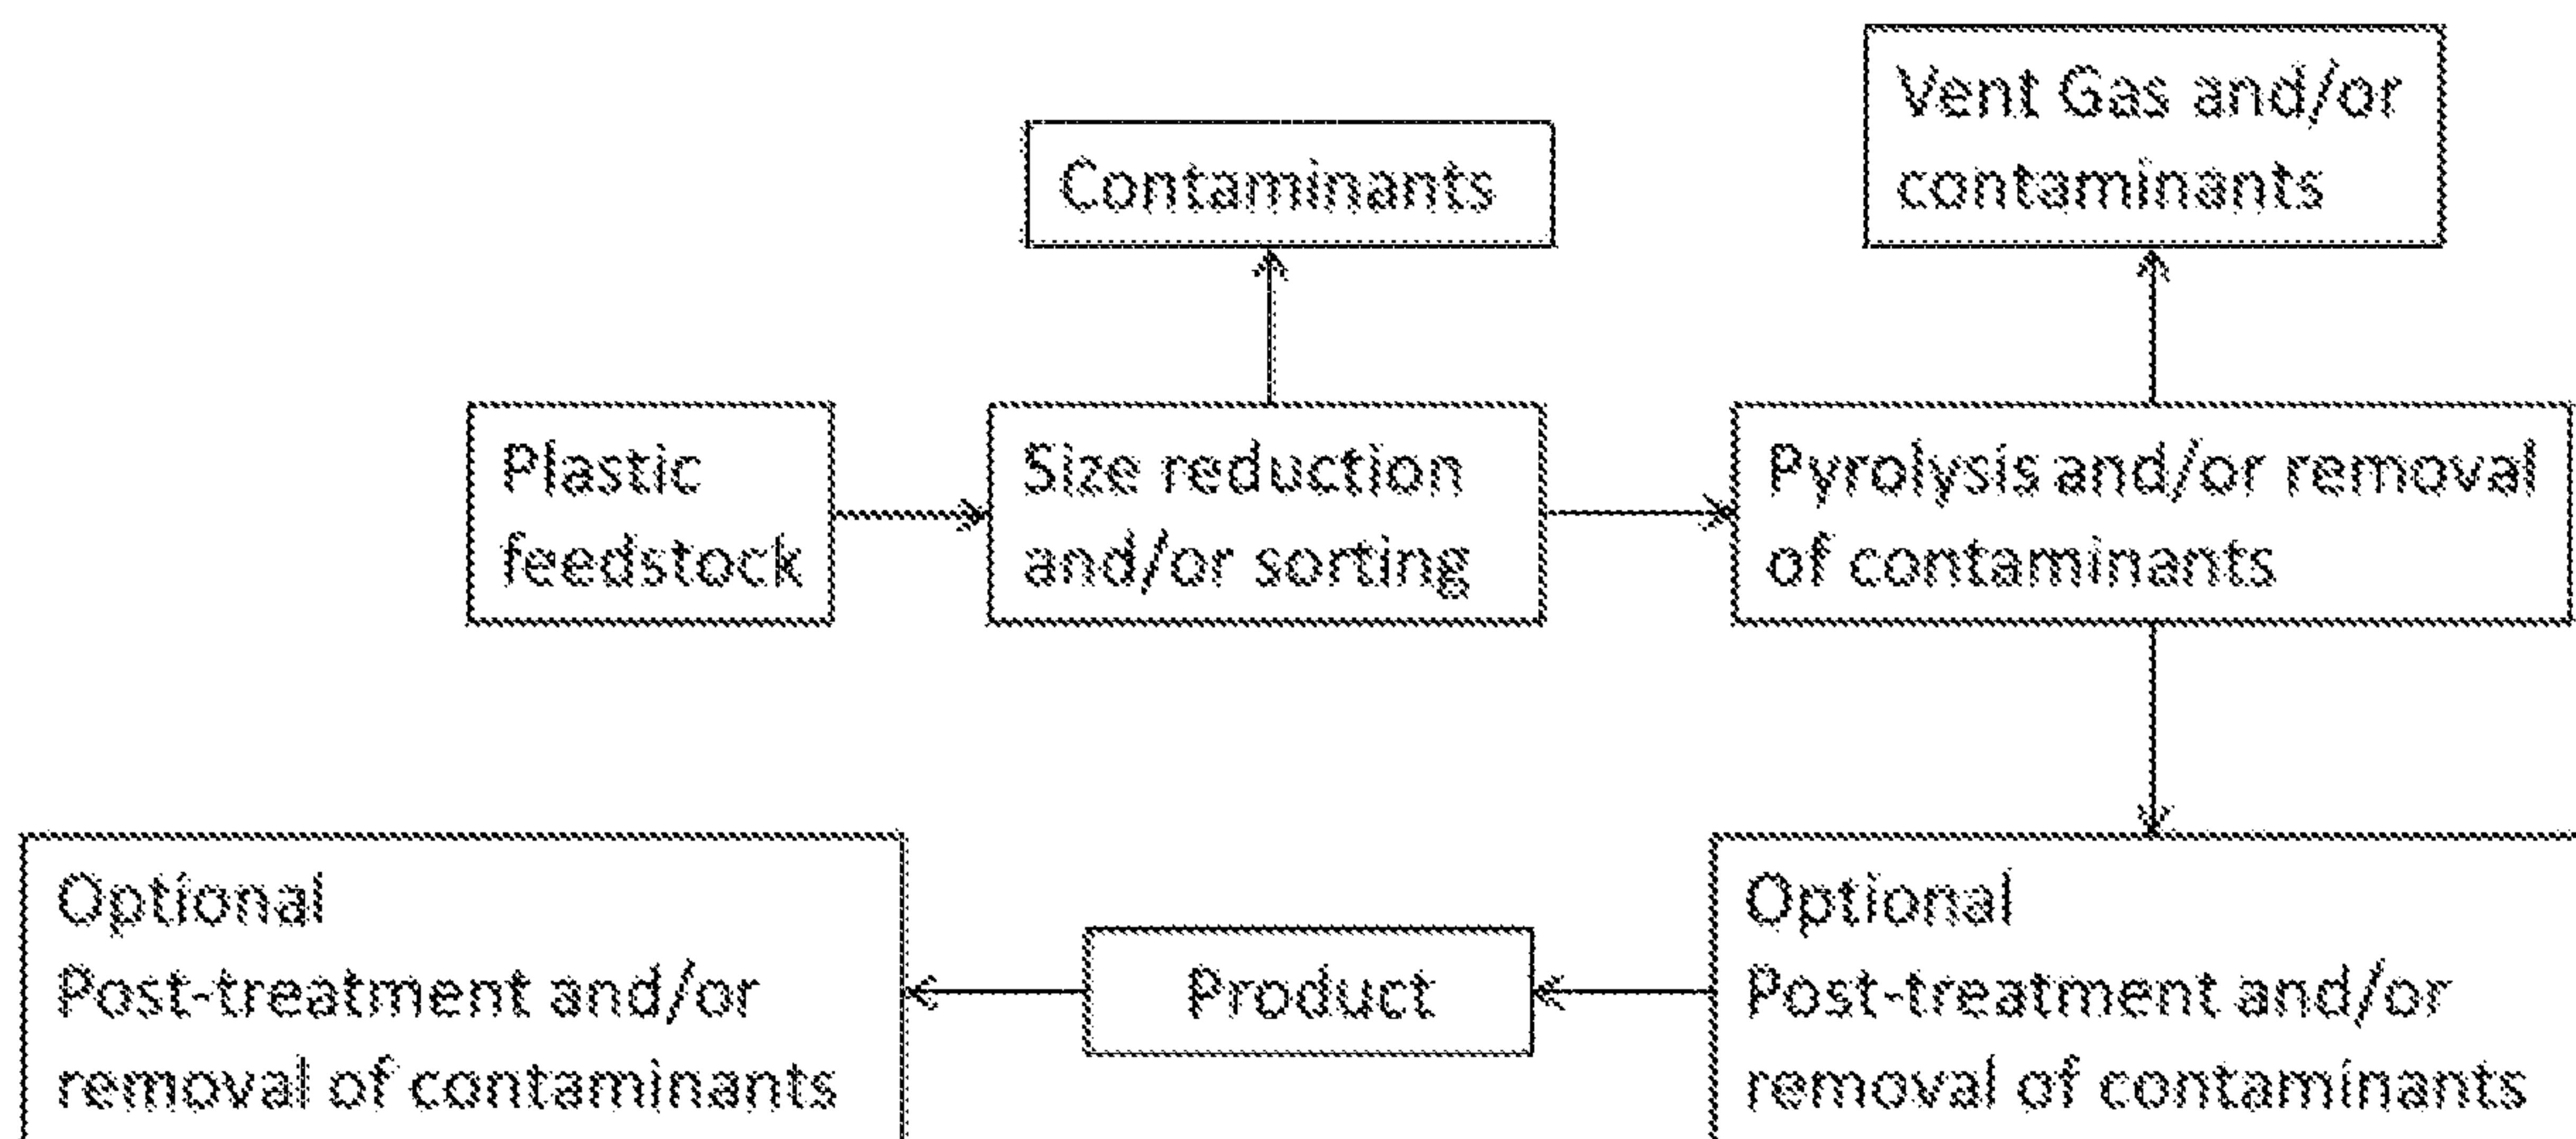 Vent Gas and/or
contaminants
Contaminants
Plastic
feedstock
Size reduction
and/or sorting
Pyrolysis and/or removal
of contaminants
Optional
Post-treatment and/or
removal of contaminants
Product
Optional
Post-treatment and/or
removal of contaminants